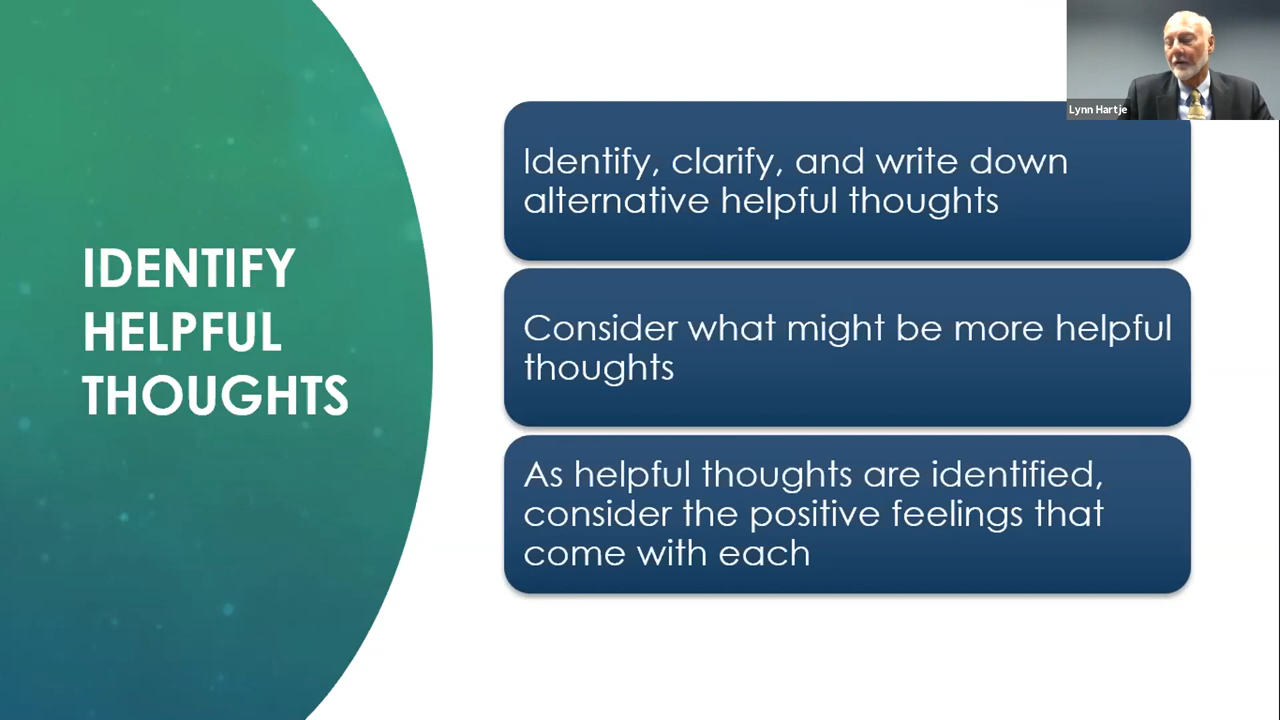 Lynn Hartje
IDENTIFY
HELPFUL
THOUGHTS
Identify, clarify, and write down
alternative helpful thoughts
Consider what might be more helpful
thoughts
As helpful thoughts are identified,
consider the positive feelings that
come with each